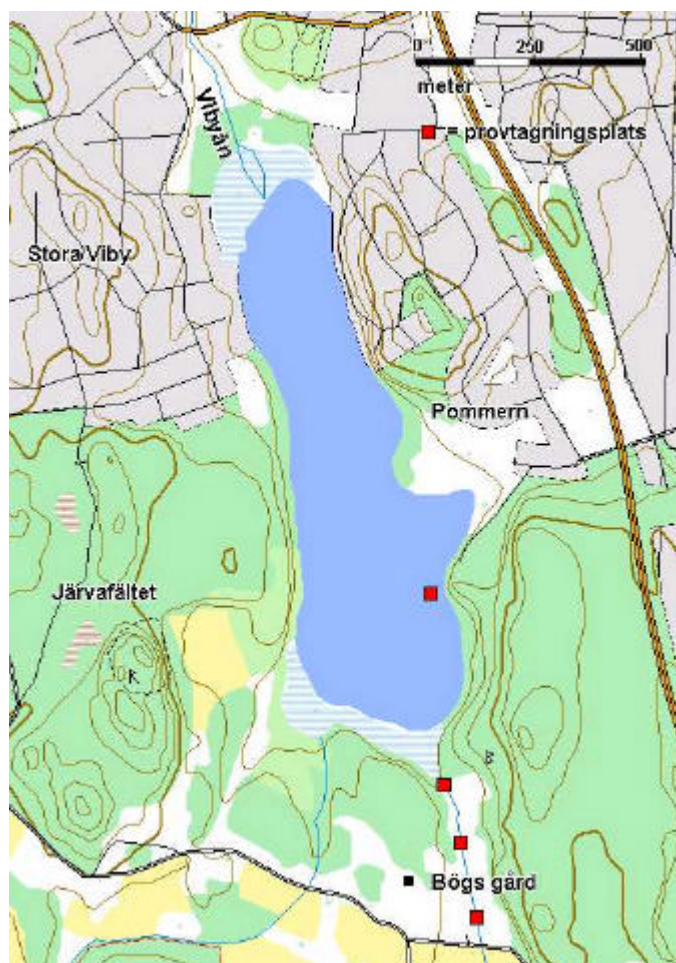 0 250 500
meter
= provtagningsplats
Vibyån
Stora Viby
Pommern
Järvafältet
R
Bögs gård